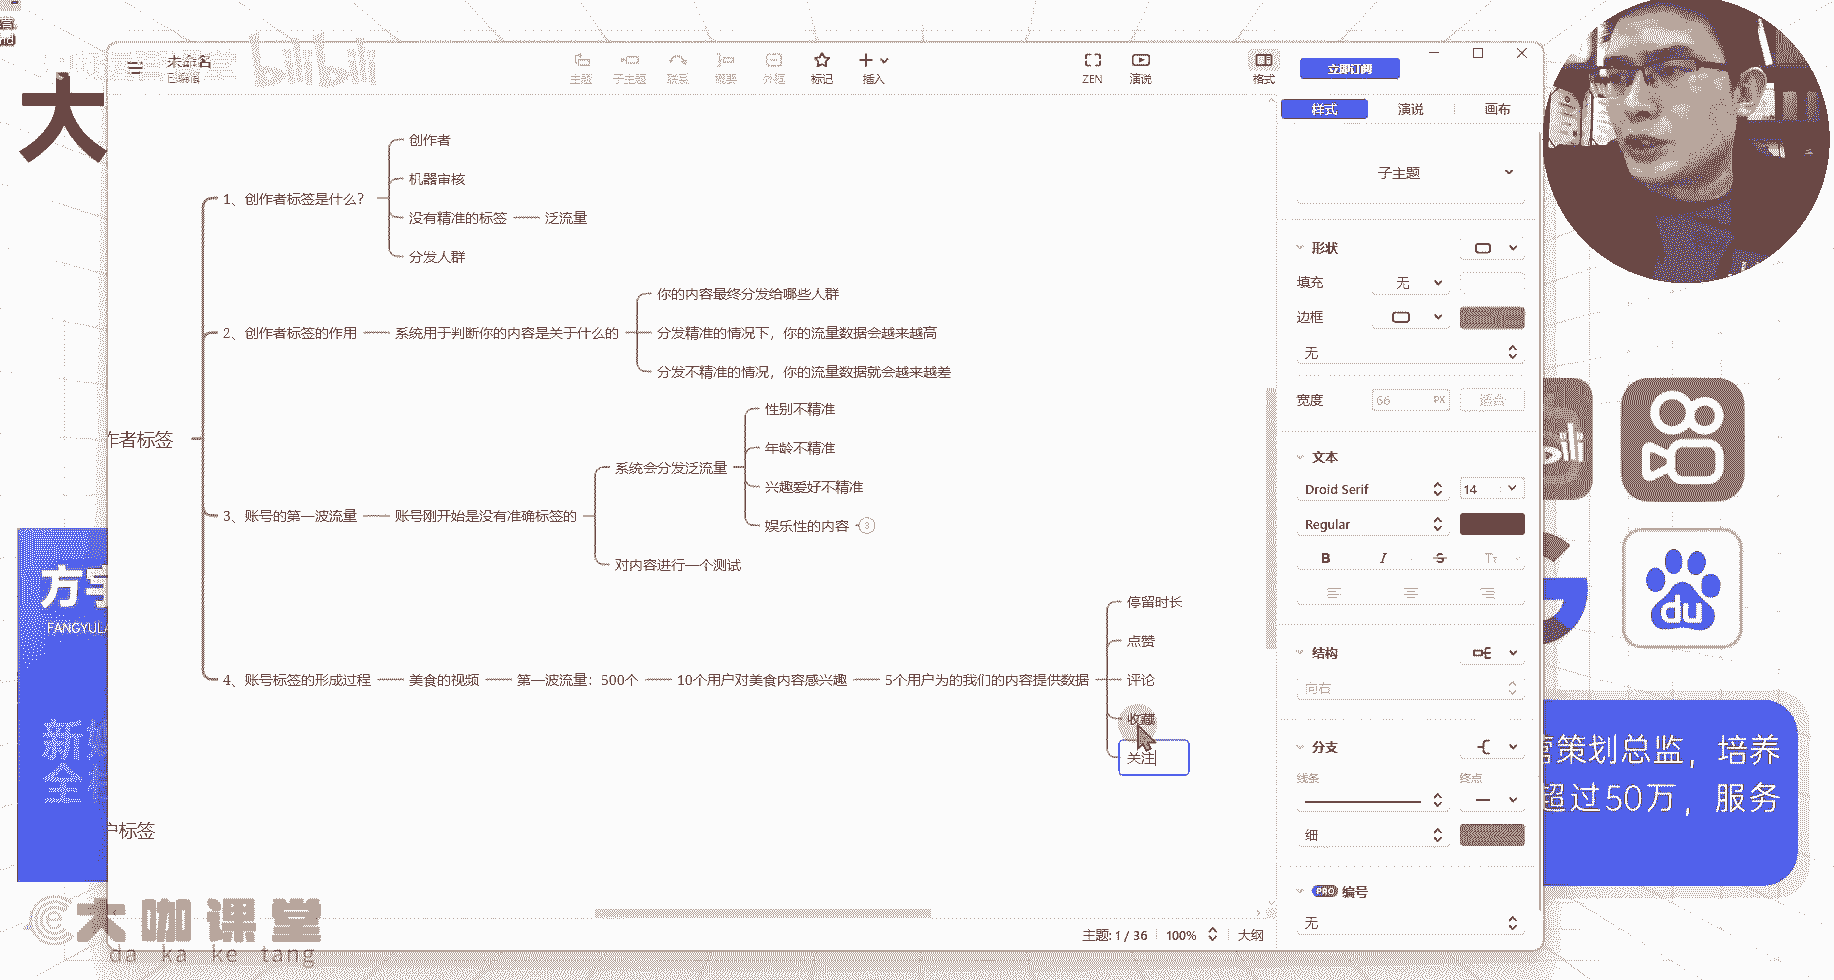 大
bilibili
未命名
已编辑
主题
子主题
联系
概要
外框
标记
插入
ZEN
演说
格式
立即订阅
样式
演说
画布
子主题
形状
填充
无
边框
无
宽度
66
PX
适合
文本
Droid Serif
14
Regular
B
I
S
Tт
结构
向右
分支
线条
终点
细
PRO 编号
无
作者标签
1、创作者标签是什么?
创作者
机器审核
没有精准的标签
泛流量
分发人群
2、创作者标签的作用
系统用于判断你的内容是关于什么的
你的内容最终分发给哪些人群
分发精准的情况下，你的流量数据会越来越高
分发不精准的情况，你的流量数据就会越来越差
3、账号的第一波流量
账号刚开始是没有准确标签的
系统会分发泛流量
性别不精准
年龄不精准
兴趣爱好不精准
娱乐性的内容
3
对内容进行一个测试
4、账号标签的形成过程
美食的视频
第一波流量：500个
10个用户对美食内容感兴趣
5个用户为的我们的内容提供数据
停留时长
点赞
评论
收藏
关注
户标签
主题: 1 / 36
100%
大纲
方宇
FANGYULA
新媒
全
营策划总监，培养
超过50万，服务
bili
du
大咖课堂
da ka ke tang